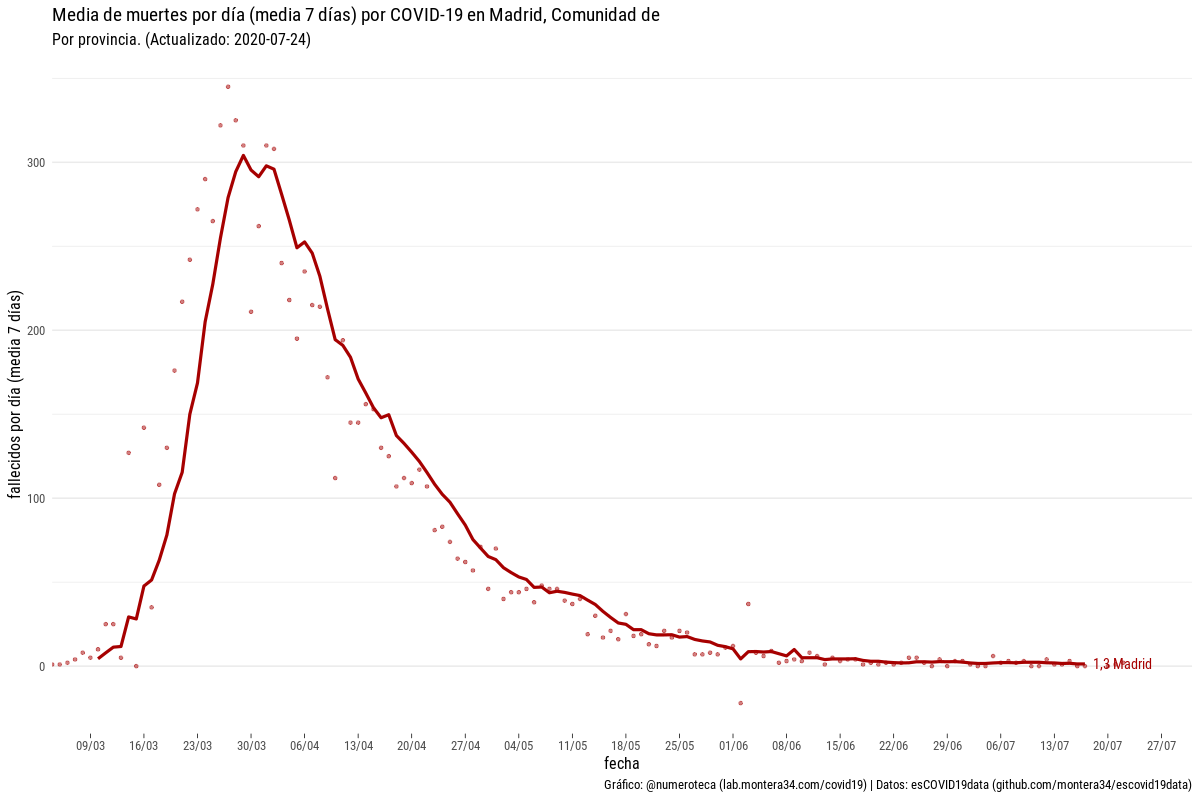 Media de muertes por día (media 7 días) por COVID-19 en Madrid, Comunidad de
Por provincia. (Actualizado: 2020-07-24)
fallecidos por día (media 7 días)
300
200
100
0
1,3 Madrid
09/03 16/03 23/03 30/03 06/04 13/04 20/04 27/04 04/05 11/05 18/05 25/05 01/06 08/06 15/06 22/06 29/06 06/07 13/07 20/07 27/07
fecha
Gráfico: @numeroteca (lab.montera34.com/covid19) | Datos: esCOVID19data (github.com/montera34/escovid19data)